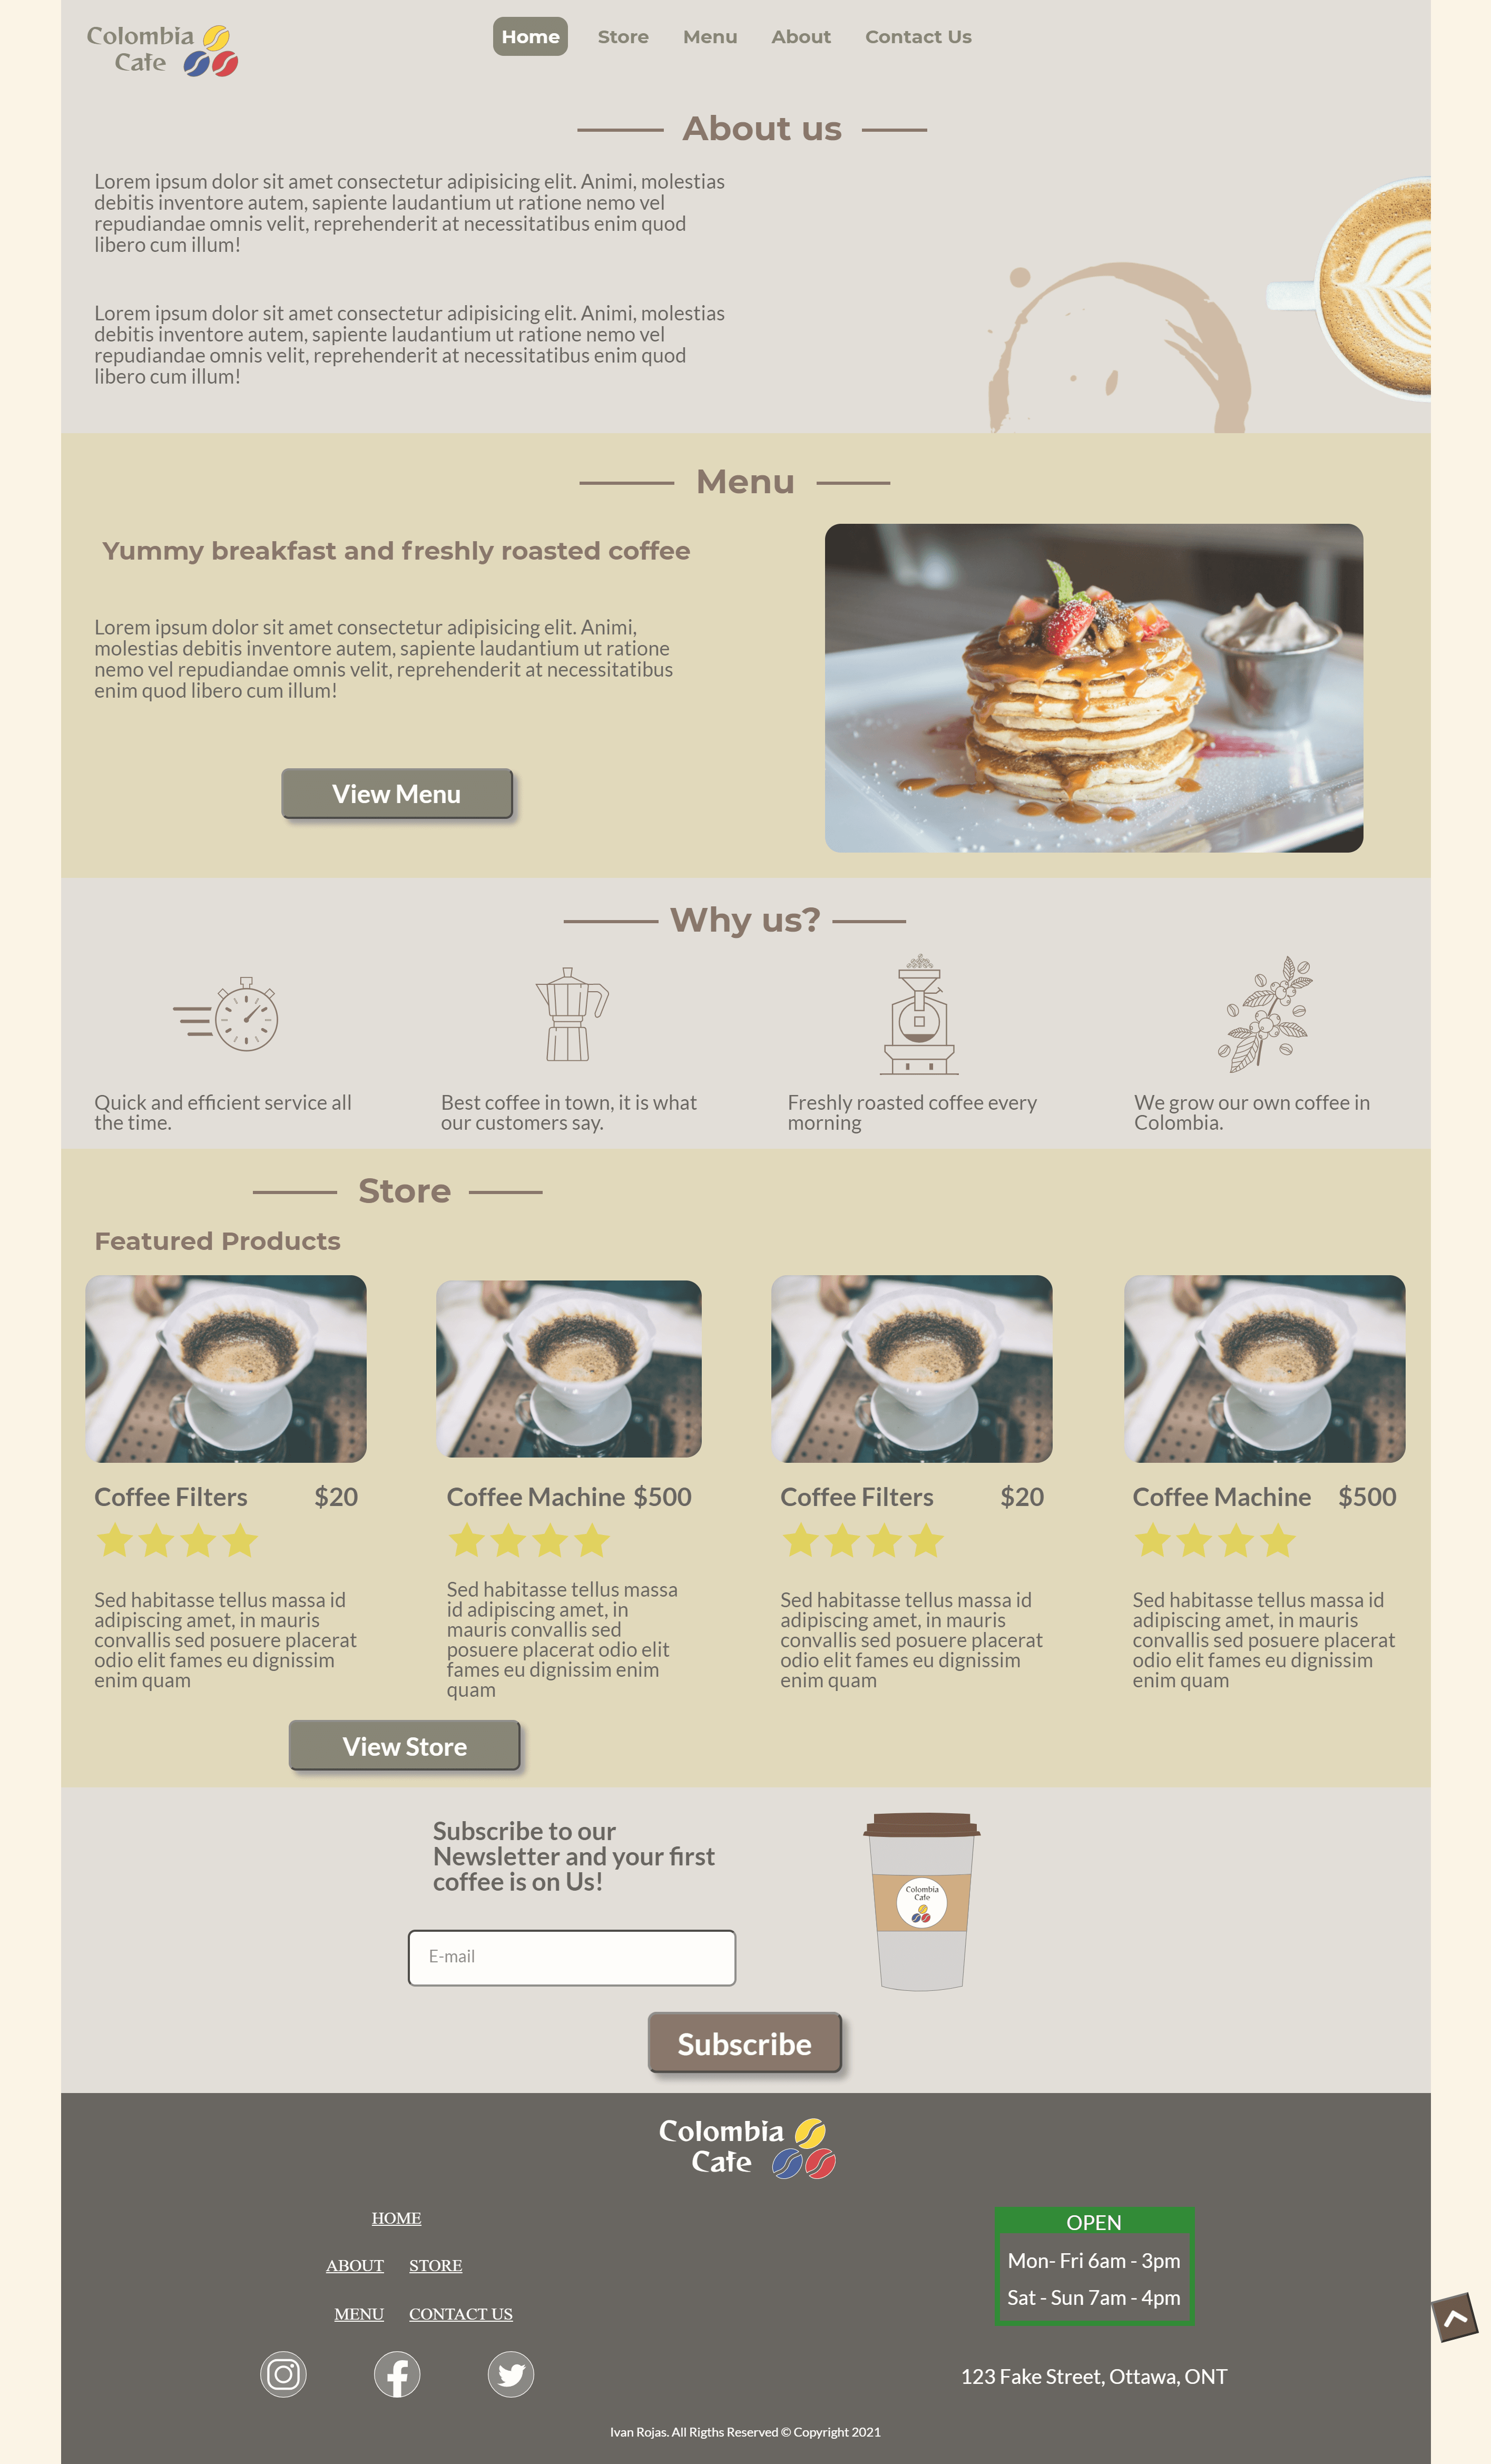 Colombia
Cafe
Home
Store
Menu
About
Contact Us
About us
Lorem ipsum dolor sit amet consectetur adipisicing elit. Animi, molestias
debitis inventore autem, sapiente laudantium ut ratione nemo vel
repudiandae omnis velit, reprehenderit at necessitatibus enim quod
libero cum illum!
Lorem ipsum dolor sit amet consectetur adipisicing elit. Animi, molestias
debitis inventore autem, sapiente laudantium ut ratione nemo vel
repudiandae omnis velit, reprehenderit at necessitatibus enim quod
libero cum illum!
Menu
Yummy breakfast and freshly roasted coffee
Lorem ipsum dolor sit amet consectetur adipisicing elit. Animi,
molestias debitis inventore autem, sapiente laudantium ut ratione
nemo vel repudiandae omnis velit, reprehenderit at necessitatibus
enim quod libero cum illum!
View Menu
Why us?
Quick and efficient service all
the time.
Best coffee in town, it is what
our customers say.
Freshly roasted coffee every
morning
We grow our own coffee in
Colombia.
Store
Featured Products
Coffee Filters $20
Sed habitasse tellus massa id
adipiscing amet, in mauris
convallis sed posuere placerat
odio elit fames eu dignissim
enim quam
Coffee Machine $500
Sed habitasse tellus massa
id adipiscing amet, in
mauris convallis sed
posuere placerat odio elit
fames eu dignissim enim
quam
Coffee Filters $20
Sed habitasse tellus massa id
adipiscing amet, in mauris
convallis sed posuere placerat
odio elit fames eu dignissim
enim quam
Coffee Machine $500
Sed habitasse tellus massa id
adipiscing amet, in mauris
convallis sed posuere placerat
odio elit fames eu dignissim
enim quam
View Store
Subscribe to our
Newsletter and your first
coffee is on Us!
E-mail
Colombia
Cafe
Subscribe
Colombia
Cafe
HOME
ABOUT STORE
MENU CONTACT US
OPEN
Mon- Fri 6am - 3pm
Sat - Sun 7am - 4pm
123 Fake Street, Ottawa, ONT
Ivan Rojas. All Rigths Reserved © Copyright 2021